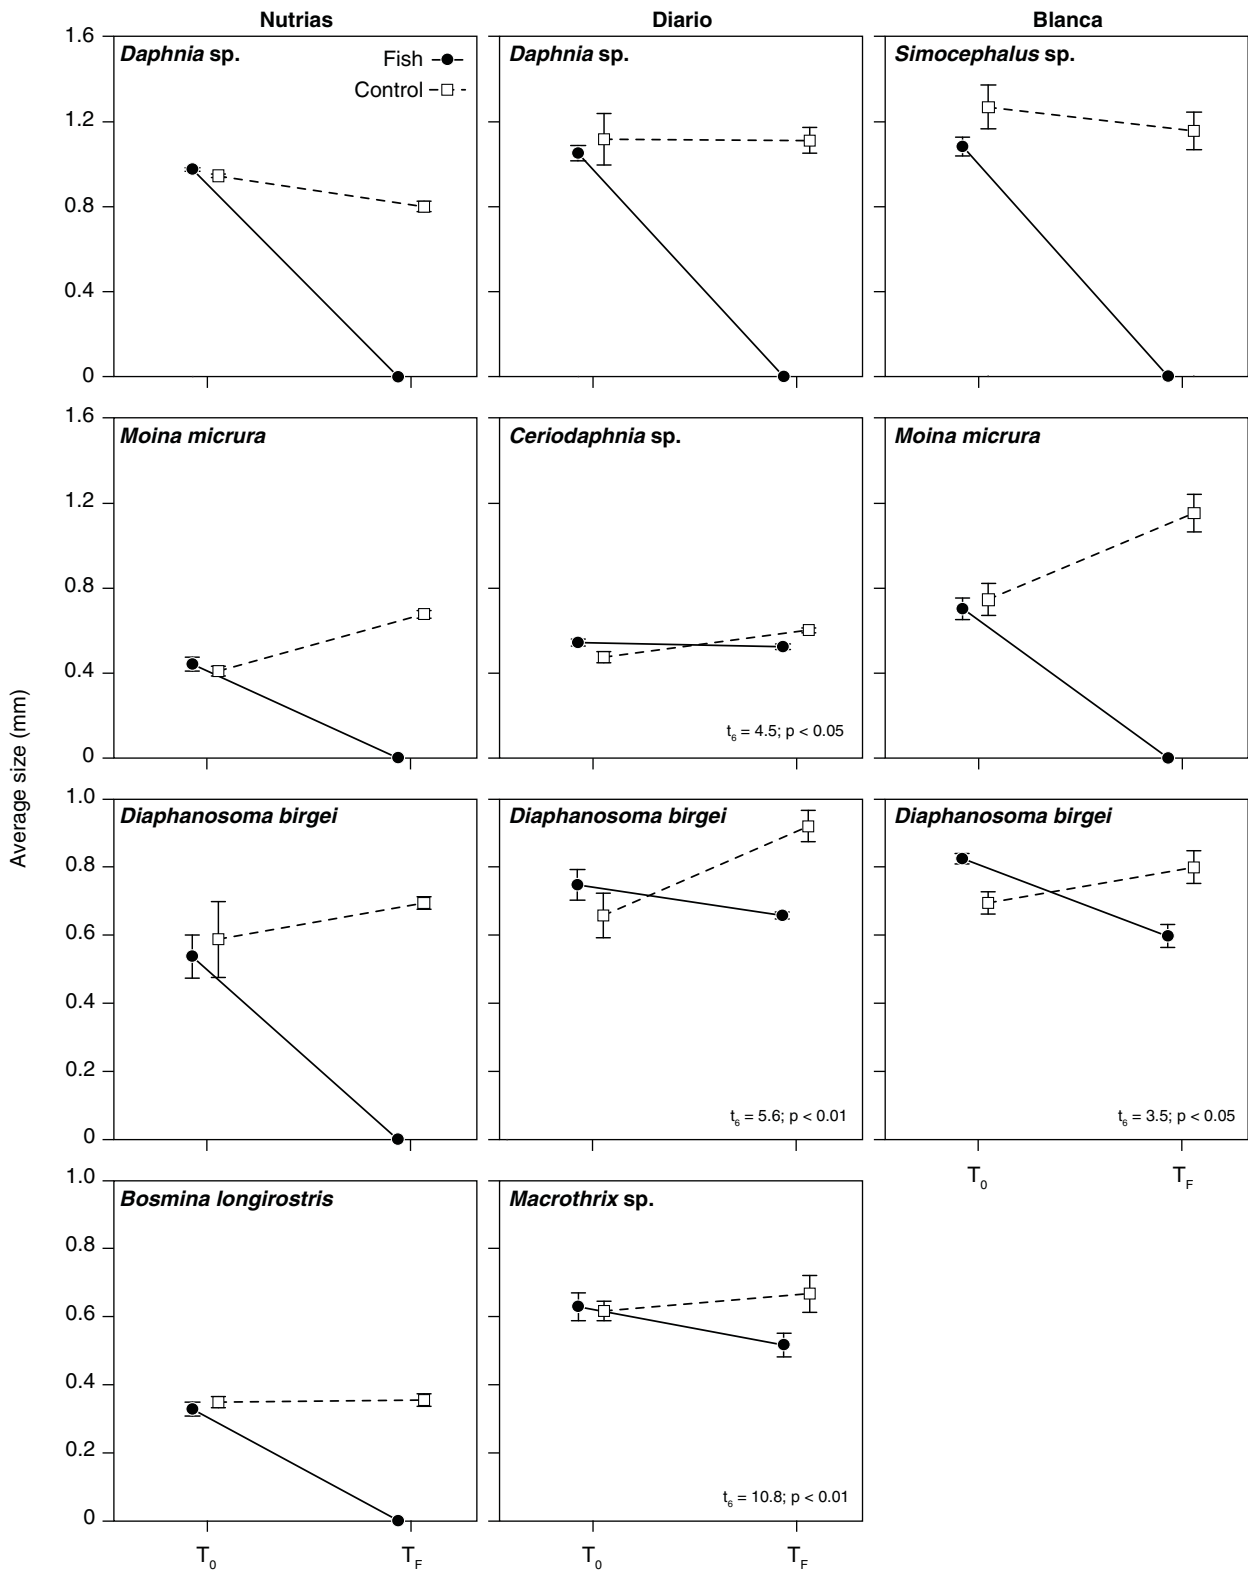 Nutrias
Diario
Blanca
Average size (mm)
1.6
1.2
0.8
0.4
0
Daphnia sp.
Fish
Control
Daphnia sp.
Simocephalus sp.
1.6
1.2
0.8
0.4
0
Moina micrura
Ceriodaphnia sp.
t6 = 4.5; p < 0.05
Moina micrura
1.0
0.8
0.6
0.4
0.2
0
Diaphanosoma birgei
Diaphanosoma birgei
t6 = 5.6; p < 0.01
Diaphanosoma birgei
t6 = 3.5; p < 0.05
T0
TF
1.0
0.8
0.6
0.4
0.2
0
Bosmina longirostris
Macrothrix sp.
t6 = 10.8; p < 0.01
T0
TF
T0
TF